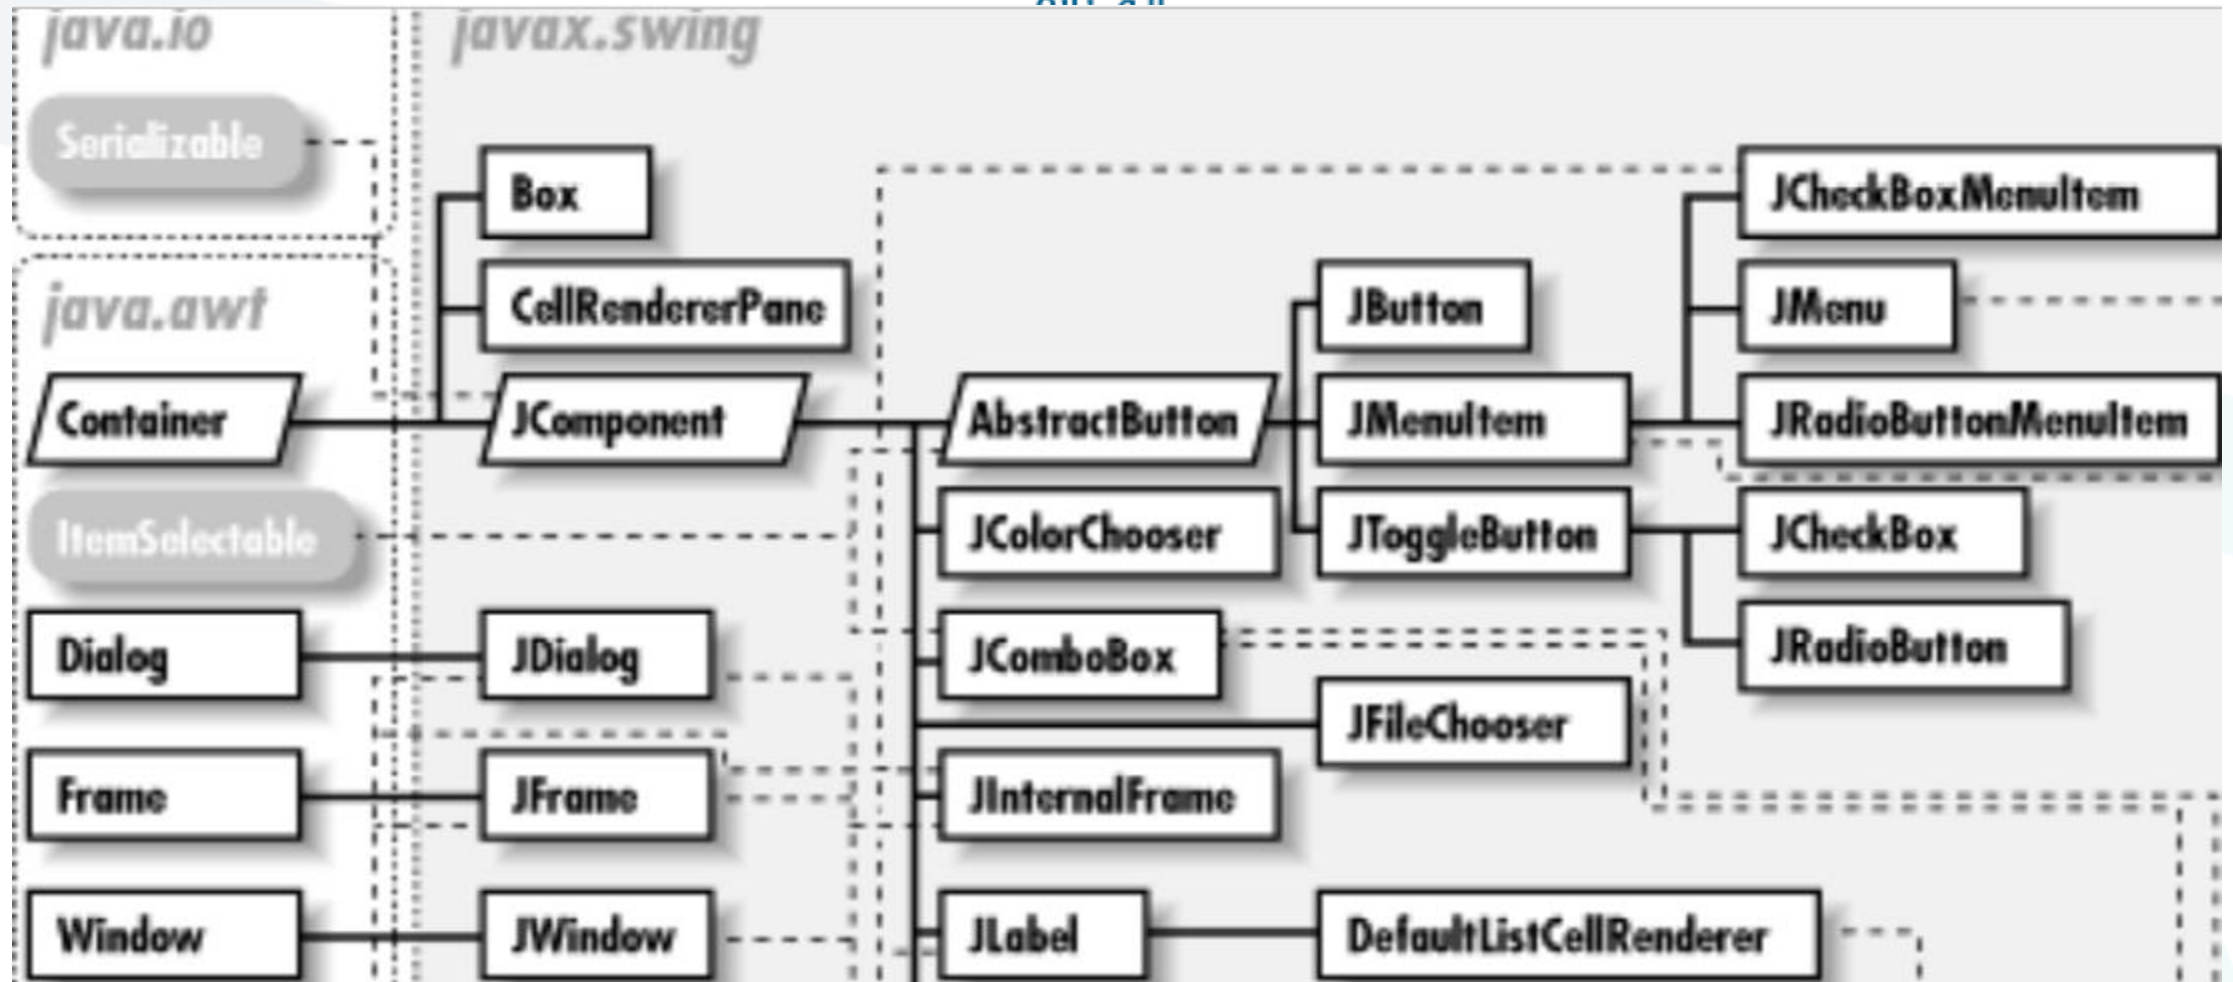 java.io
javax.swing
Serializable
Box
JCheckBoxMenuItem
CellRendererPane
JButton
JMenu
java.awt
Container
JComponent
AbstractButton
JMenuItem
JRadioButtonMenuItem
ItemSelectable
JColorChooser
JToggleButton
JCheckBox
Dialog
JDialog
JComboBox
JRadioButton
JFileChooser
Frame
JFrame
JInternalFrame
Window
JWindow
JLabel
DefaultListCellRenderer